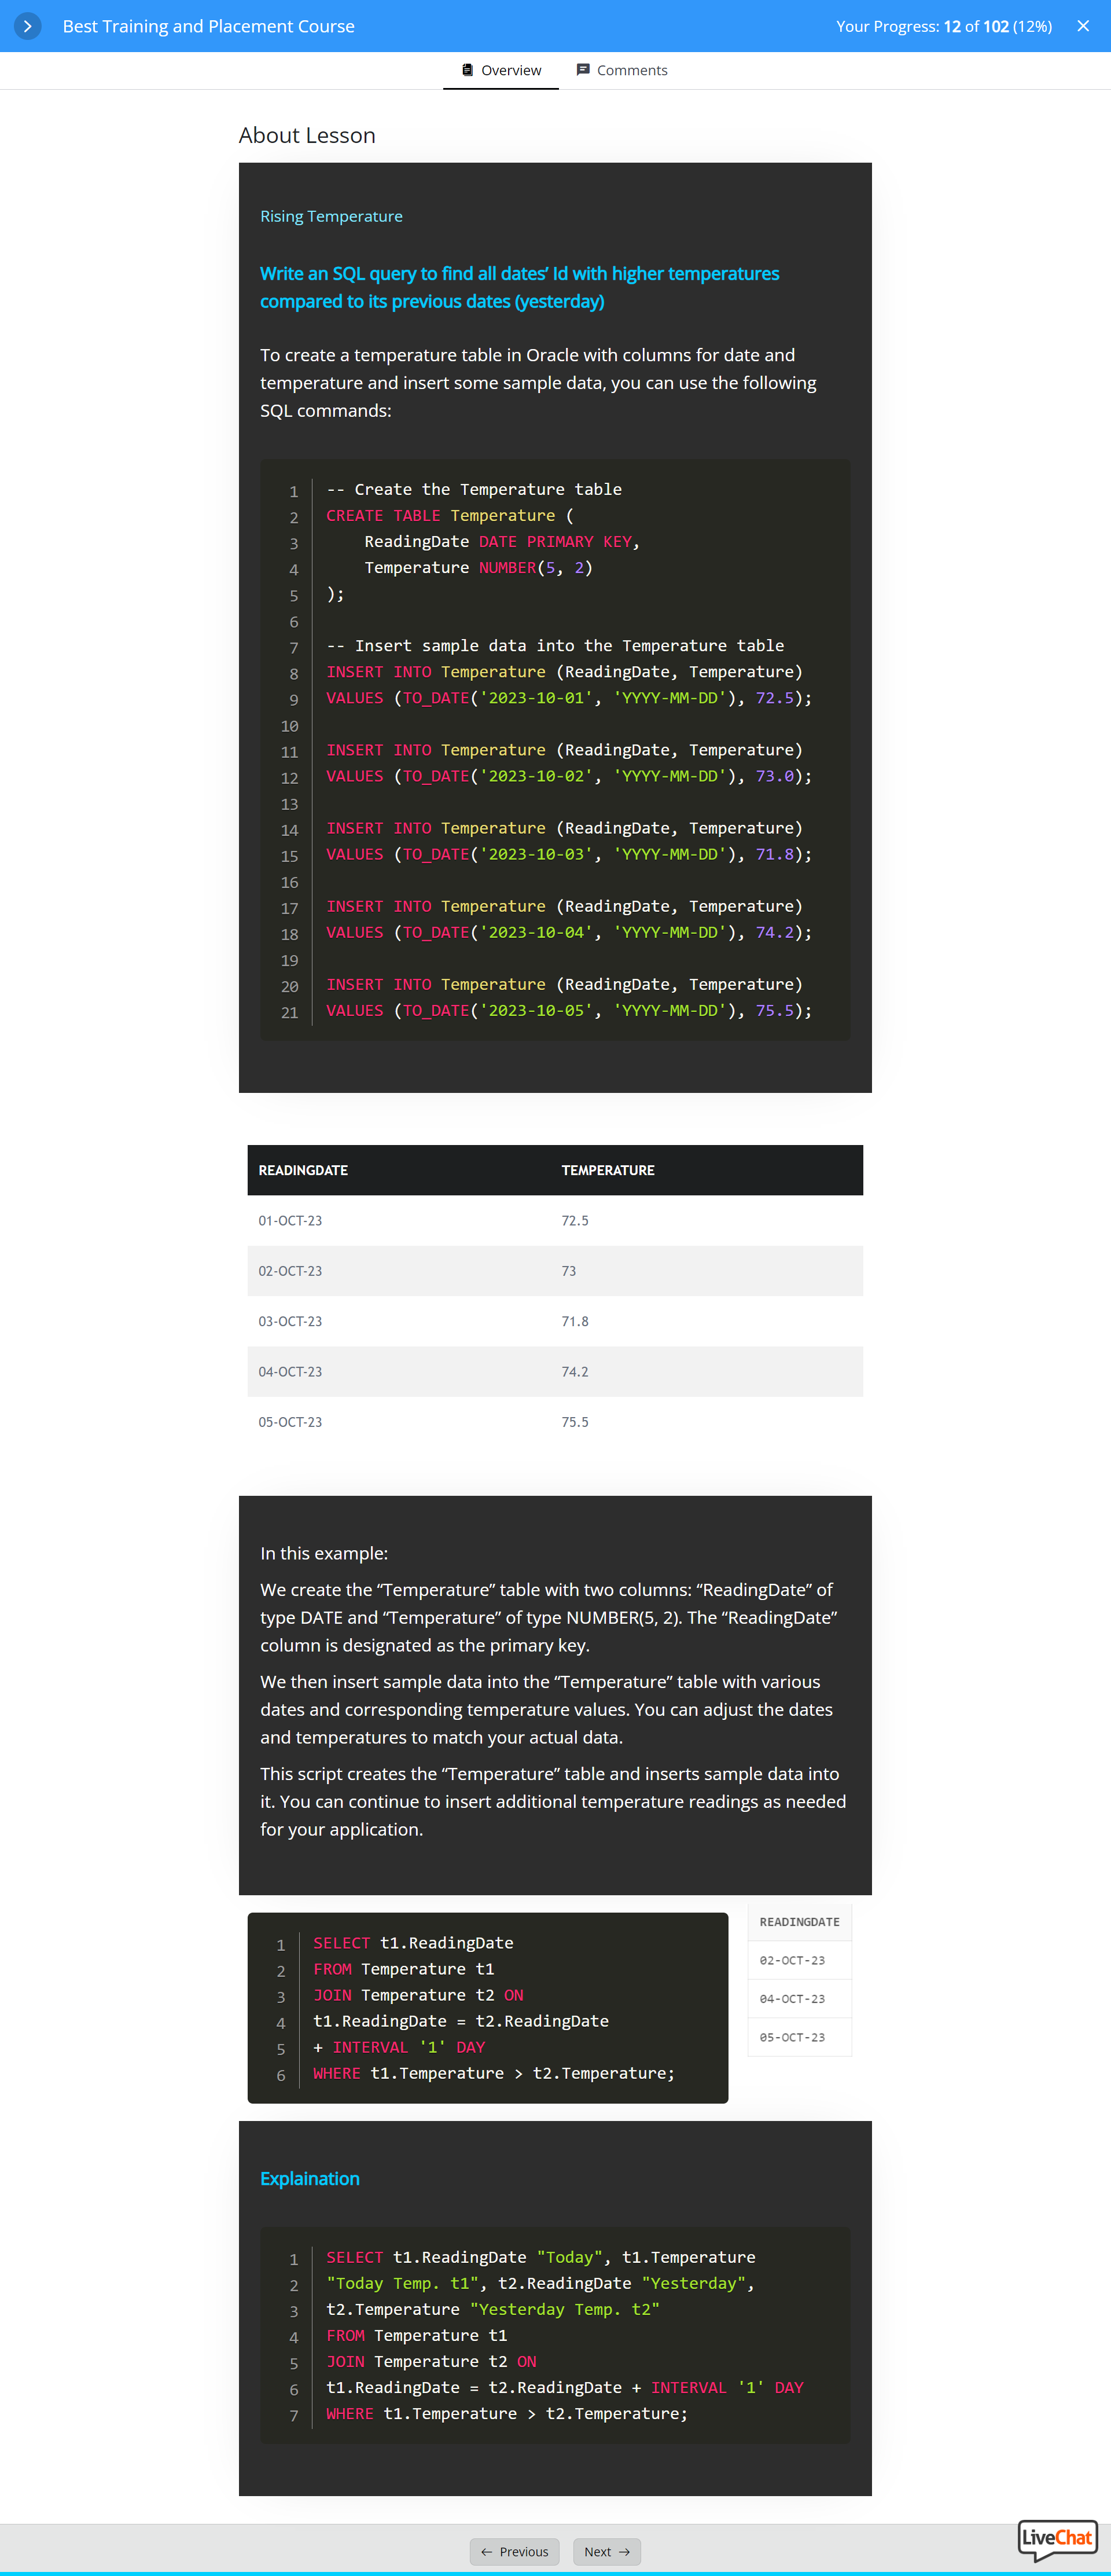 Best Training and Placement Course
Your Progress: 12 of 102 (12%)
Overview
Comments
About Lesson
Rising Temperature
Write an SQL query to find all dates’ Id with higher temperatures
compared to its previous dates (yesterday)
To create a temperature table in Oracle with columns for date and
temperature and insert some sample data, you can use the following
SQL commands:
1 -- Create the Temperature table
2 CREATE TABLE Temperature (
3     ReadingDate DATE PRIMARY KEY,
4     Temperature NUMBER(5, 2)
5 );
6
7 -- Insert sample data into the Temperature table
8 INSERT INTO Temperature (ReadingDate, Temperature)
9 VALUES (TO_DATE('2023-10-01', 'YYYY-MM-DD'), 72.5);
10
11 INSERT INTO Temperature (ReadingDate, Temperature)
12 VALUES (TO_DATE('2023-10-02', 'YYYY-MM-DD'), 73.0);
13
14 INSERT INTO Temperature (ReadingDate, Temperature)
15 VALUES (TO_DATE('2023-10-03', 'YYYY-MM-DD'), 71.8);
16
17 INSERT INTO Temperature (ReadingDate, Temperature)
18 VALUES (TO_DATE('2023-10-04', 'YYYY-MM-DD'), 74.2);
19
20 INSERT INTO Temperature (ReadingDate, Temperature)
21 VALUES (TO_DATE('2023-10-05', 'YYYY-MM-DD'), 75.5);
READINGDATE TEMPERATURE
01-OCT-23 72.5
02-OCT-23 73
03-OCT-23 71.8
04-OCT-23 74.2
05-OCT-23 75.5
In this example:
We create the “Temperature” table with two columns: “ReadingDate” of
type DATE and “Temperature” of type NUMBER(5, 2). The “ReadingDate”
column is designated as the primary key.
We then insert sample data into the “Temperature” table with various
dates and corresponding temperature values. You can adjust the dates
and temperatures to match your actual data.
This script creates the “Temperature” table and inserts sample data into
it. You can continue to insert additional temperature readings as needed
for your application.
1 SELECT t1.ReadingDate
2 FROM Temperature t1
3 JOIN Temperature t2 ON
4 t1.ReadingDate = t2.ReadingDate
5 + INTERVAL '1' DAY
6 WHERE t1.Temperature > t2.Temperature;
READINGDATE
02-OCT-23
04-OCT-23
05-OCT-23
Explaination
1 SELECT t1.ReadingDate "Today", t1.Temperature
2 "Today Temp. t1", t2.ReadingDate "Yesterday",
3 t2.Temperature "Yesterday Temp. t2"
4 FROM Temperature t1
5 JOIN Temperature t2 ON
6 t1.ReadingDate = t2.ReadingDate + INTERVAL '1' DAY
7 WHERE t1.Temperature > t2.Temperature;
← Previous
Next →
LiveChat